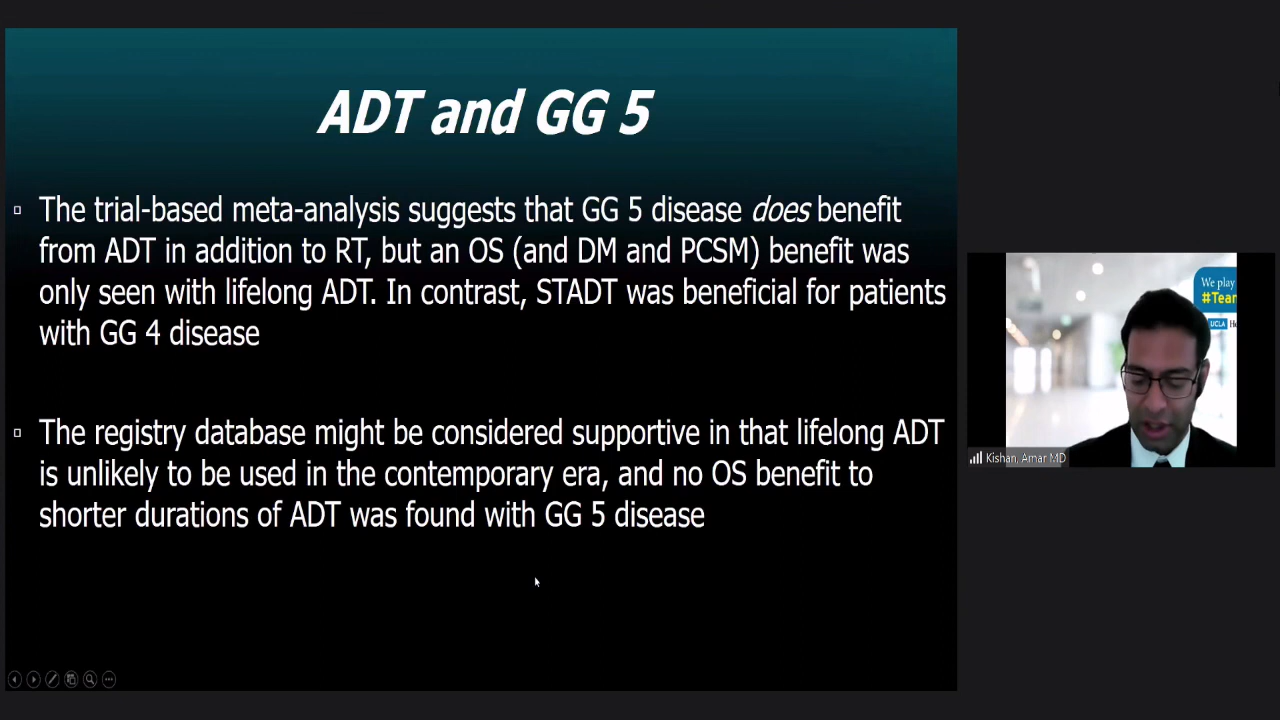 ADT and GG 5
The trial-based meta-analysis suggests that GG 5 disease does benefit
from ADT in addition to RT, but an OS (and DM and PCSM) benefit was
only seen with lifelong ADT. In contrast, STADT was beneficial for patients
with GG 4 disease
The registry database might be considered supportive in that lifelong ADT
is unlikely to be used in the contemporary era, and no OS benefit to
shorter durations of ADT was found with GG 5 disease
We play
#Tea
UCLA
Kishan, Amar MD